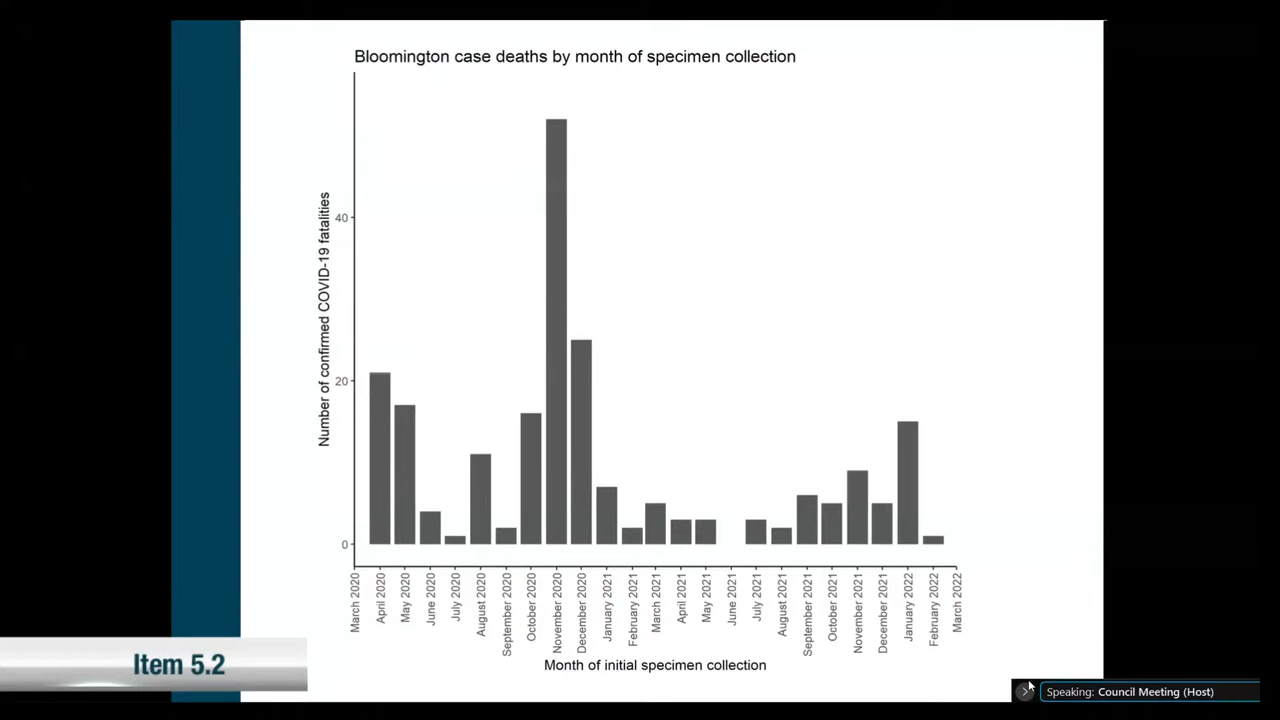 Bloomington case deaths by month of specimen collection
Number of confirmed COVID-19 fatalities
40
20
0
March 2020
April 2020
May 2020
June 2020
July 2020
August 2020
September 2020
October 2020
November 2020
December 2020
January 2021
February 2021
March 2021
April 2021
May 2021
June 2021
July 2021
August 2021
September 2021
October 2021
November 2021
December 2021
January 2022
February 2022
March 2022
Month of initial specimen collection
Item 5.2
Speaking: Council Meeting (Host)